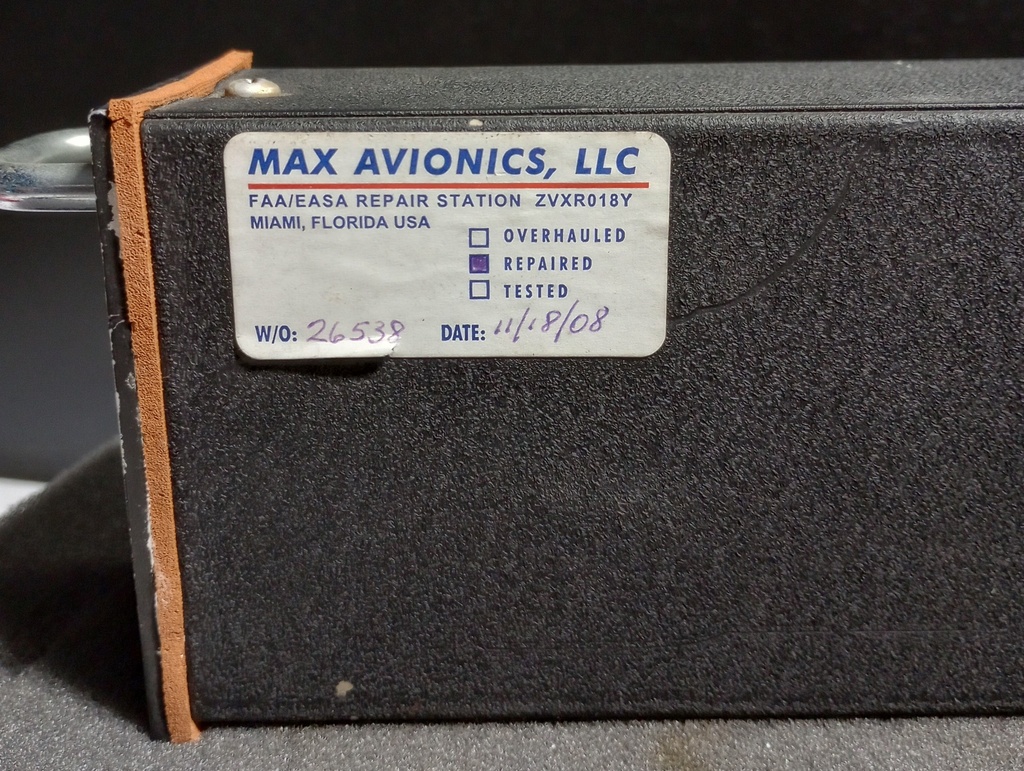 MAX AVIONICS, LLC
FAA/EASA REPAIR STATION ZVXR018Y
MIAMI, FLORIDA USA
OVERHAULED
REPAIRED
TESTED
W/O: 26538 DATE: 11/18/08